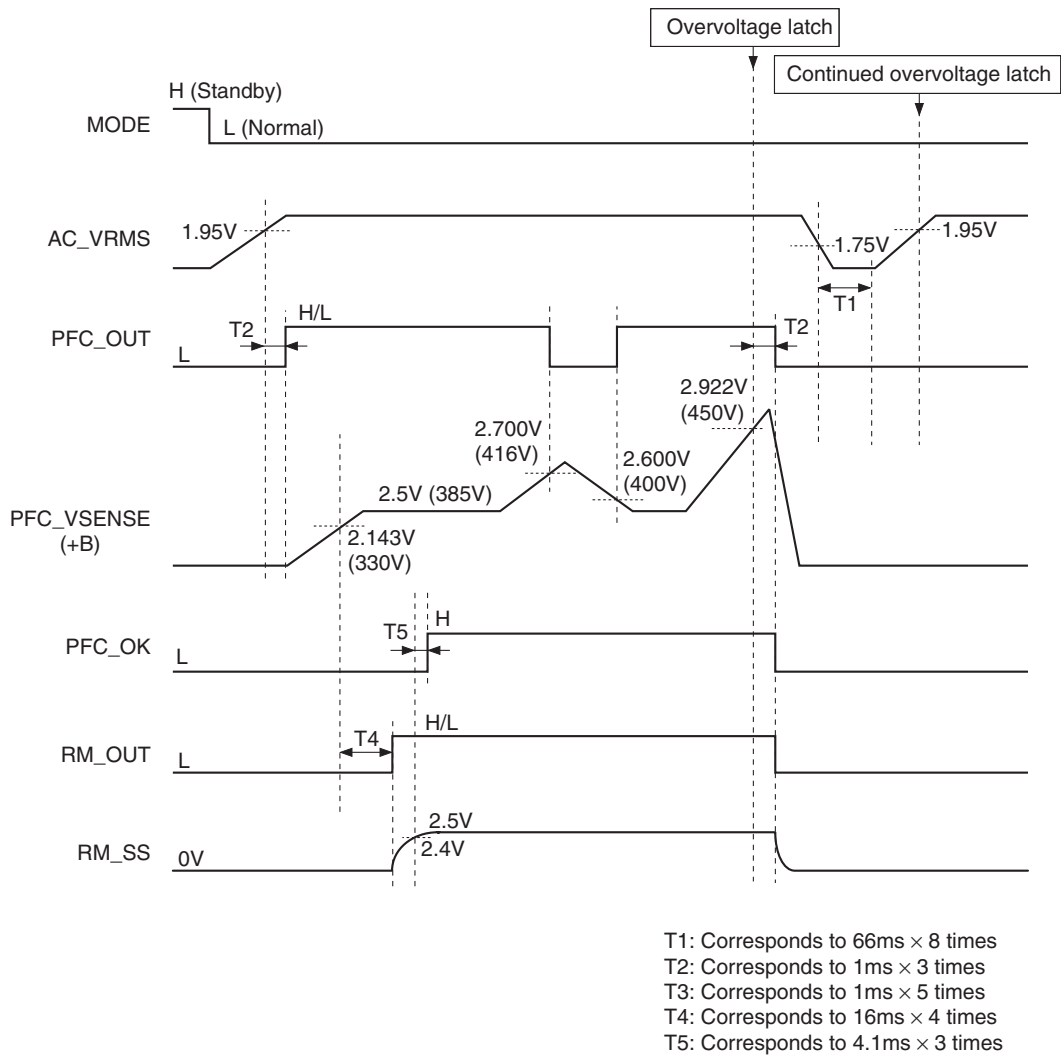 Overvoltage latch
Continued overvoltage latch
H (Standby)
MODE
L (Normal)
AC_VRMS
1.95V
1.75V
1.95V
T1
PFC_OUT
T2
H/L
T2
L
2.922V
(450V)
2.700V
(416V)
2.600V
(400V)
2.5V (385V)
PFC_VSENSE
(+B)
2.143V
(330V)
PFC_OK
T5
H
L
RM_OUT
T4
H/L
L
RM_SS
2.5V
2.4V
0V
T1: Corresponds to 66ms × 8 times
T2: Corresponds to 1ms × 3 times
T3: Corresponds to 1ms × 5 times
T4: Corresponds to 16ms × 4 times
T5: Corresponds to 4.1ms × 3 times